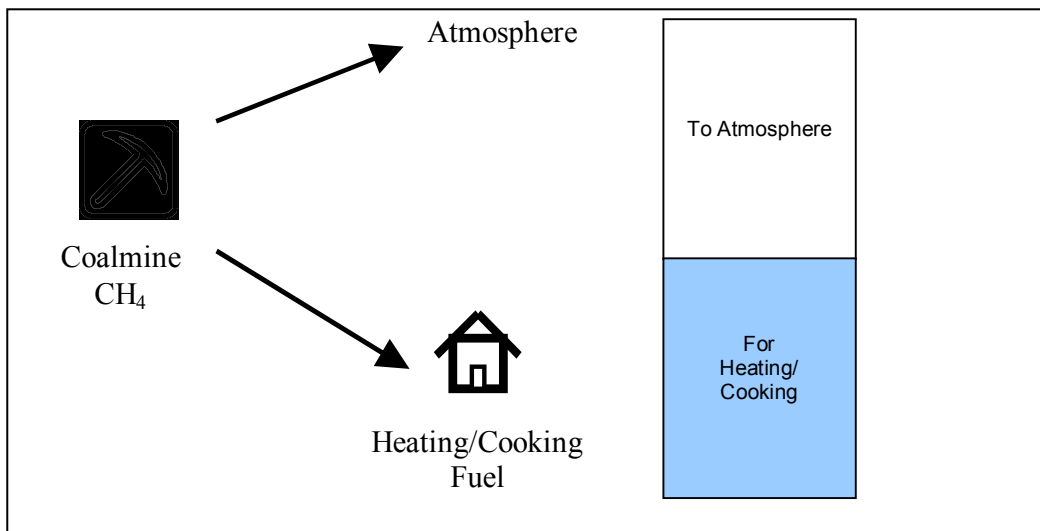 Atmosphere
To Atmosphere
Coalmine
CH₄
For
Heating/
Cooking
Heating/Cooking
Fuel